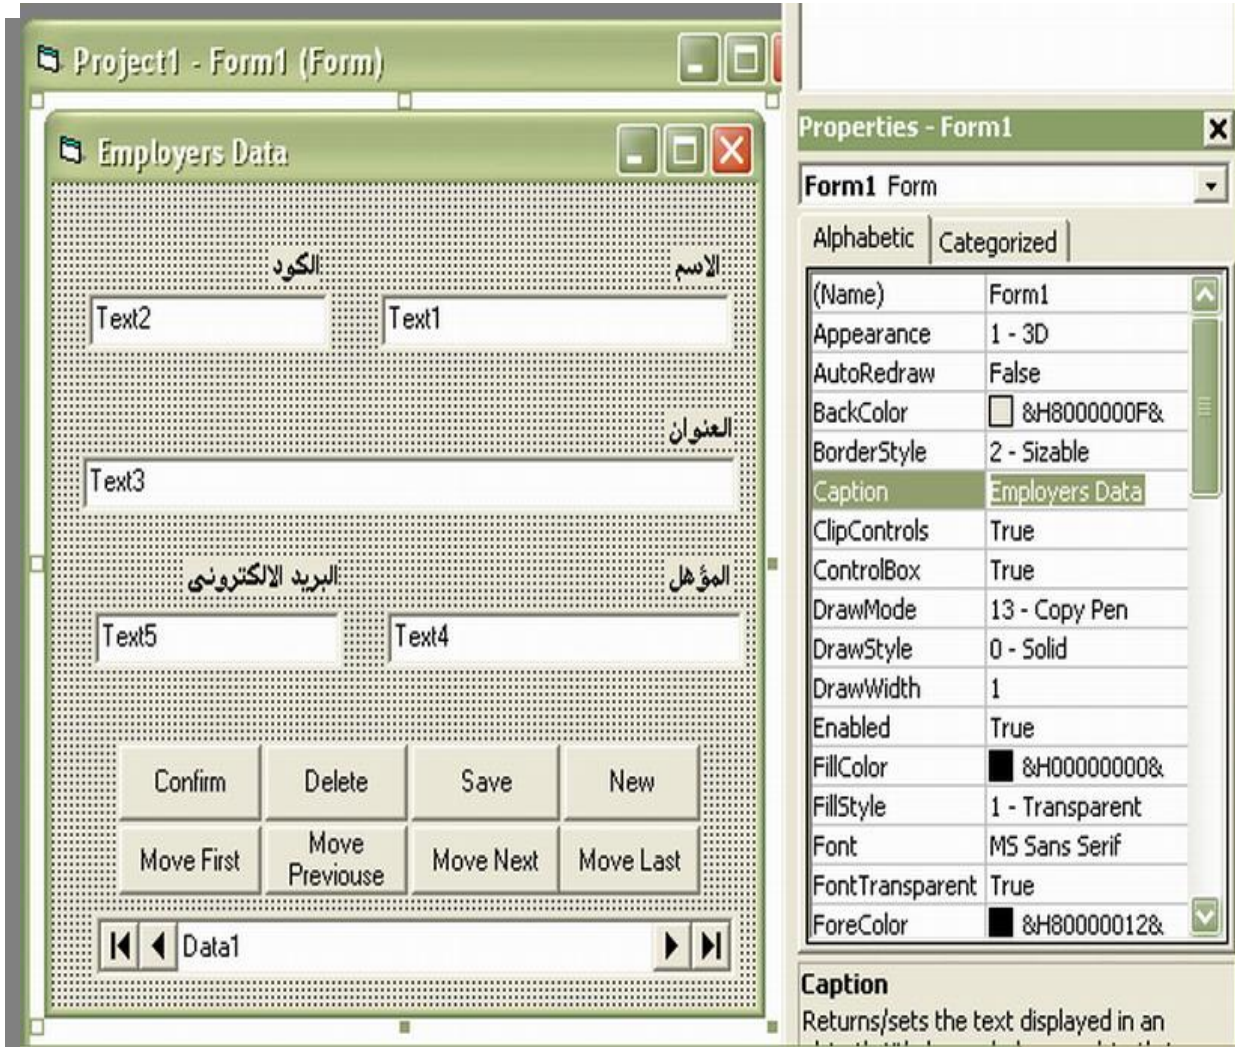 Project1 - Form1 (Form)
Employers Data
الاسم
الكود
Text2
Text1
العنوان
Text3
المؤهل
البريد الالكترونى
Text5
Text4
Confirm
Delete
Save
New
Move First
Move
Previouse
Move Next
Move Last
Data1
Properties - Form1
Form1 Form
Alphabetic
Categorized
(Name) Form1
Appearance 1 - 3D
AutoRedraw False
BackColor &H8000000F&
BorderStyle 2 - Sizable
Caption Employers Data
ClipControls True
ControlBox True
DrawMode 13 - Copy Pen
DrawStyle 0 - Solid
DrawWidth 1
Enabled True
FillColor &H00000000&
FillStyle 1 - Transparent
Font MS Sans Serif
FontTransparent True
ForeColor &H80000012&
Caption
Returns/sets the text displayed in an